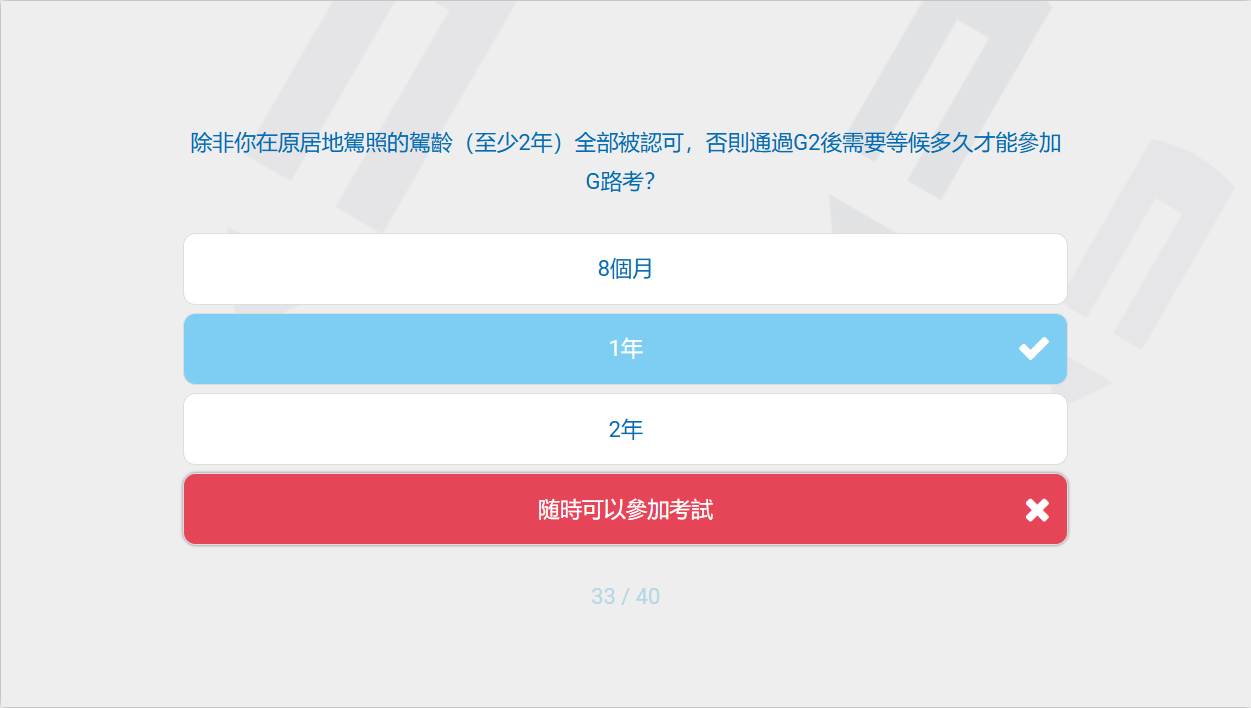 除非你在原居地駕照的駕齡（至少2年）全部被認可，否則通過G2後需要等候多久才能參加
G路考？
8個月
1年
2年
随時可以參加考試
33 / 40